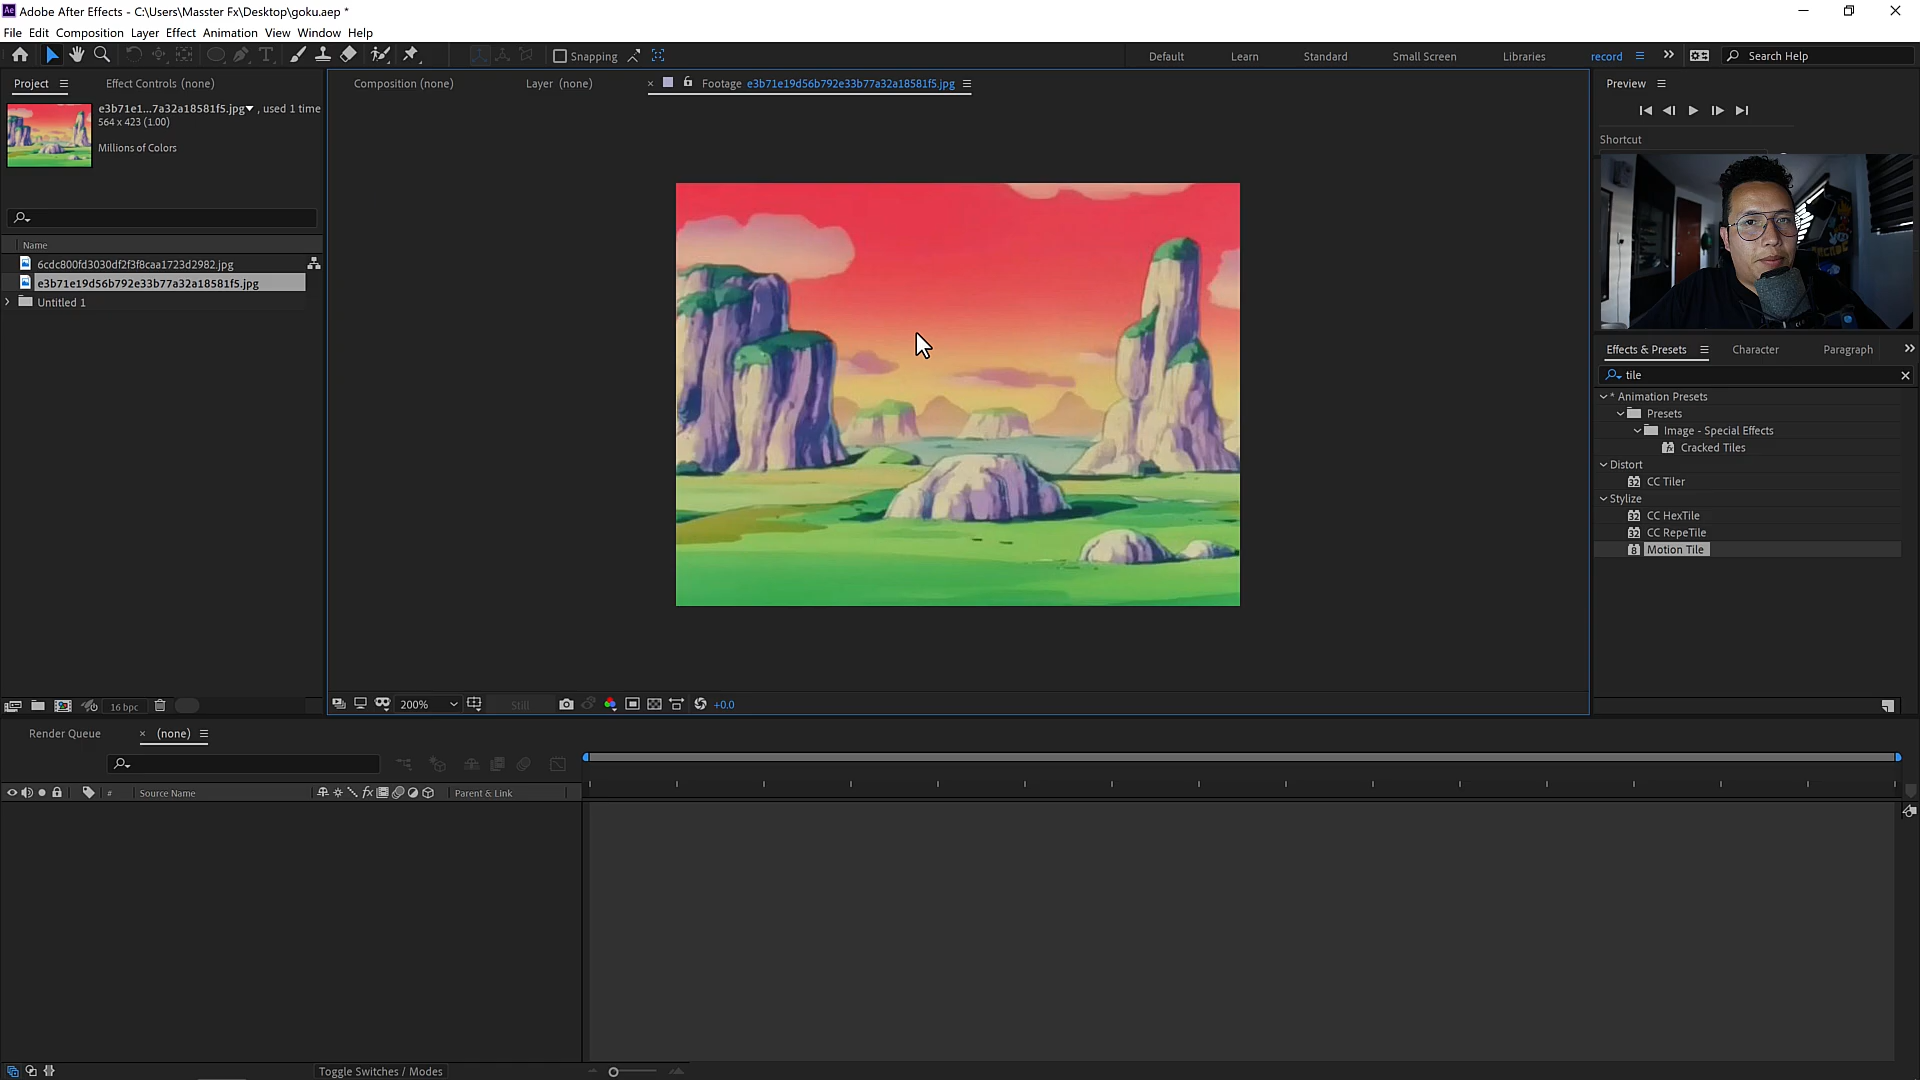 Adobe After Effects - C:\Users\Masster Fx\Desktop\goku.aep *
File Edit Composition Layer Effect Animation View Window Help
Snapping
Default Learn Standard Small Screen Libraries record Search Help
Project Effect Controls (none)
Composition (none) Layer (none) × Footage e3b71e19d56b792e33b77a32a18581f5.jpg
Preview
e3b71e1...7a32a18581f5.jpg , used 1 time
564 x 423 (1.00)
Millions of Colors
Shortcut
Name
6cdc800fd3030df2f3f8caa1723d2982.jpg
e3b71e19d56b792e33b77a32a18581f5.jpg
Untitled 1
Effects & Presets Character Paragraph
tile
* Animation Presets
Presets
Image - Special Effects
Cracked Tiles
Distort
CC Tiler
Stylize
CC HexTile
CC RepeTile
Motion Tile
16 bpc
200% Still +0.0
Render Queue × (none)
# Source Name Parent & Link
Toggle Switches / Modes